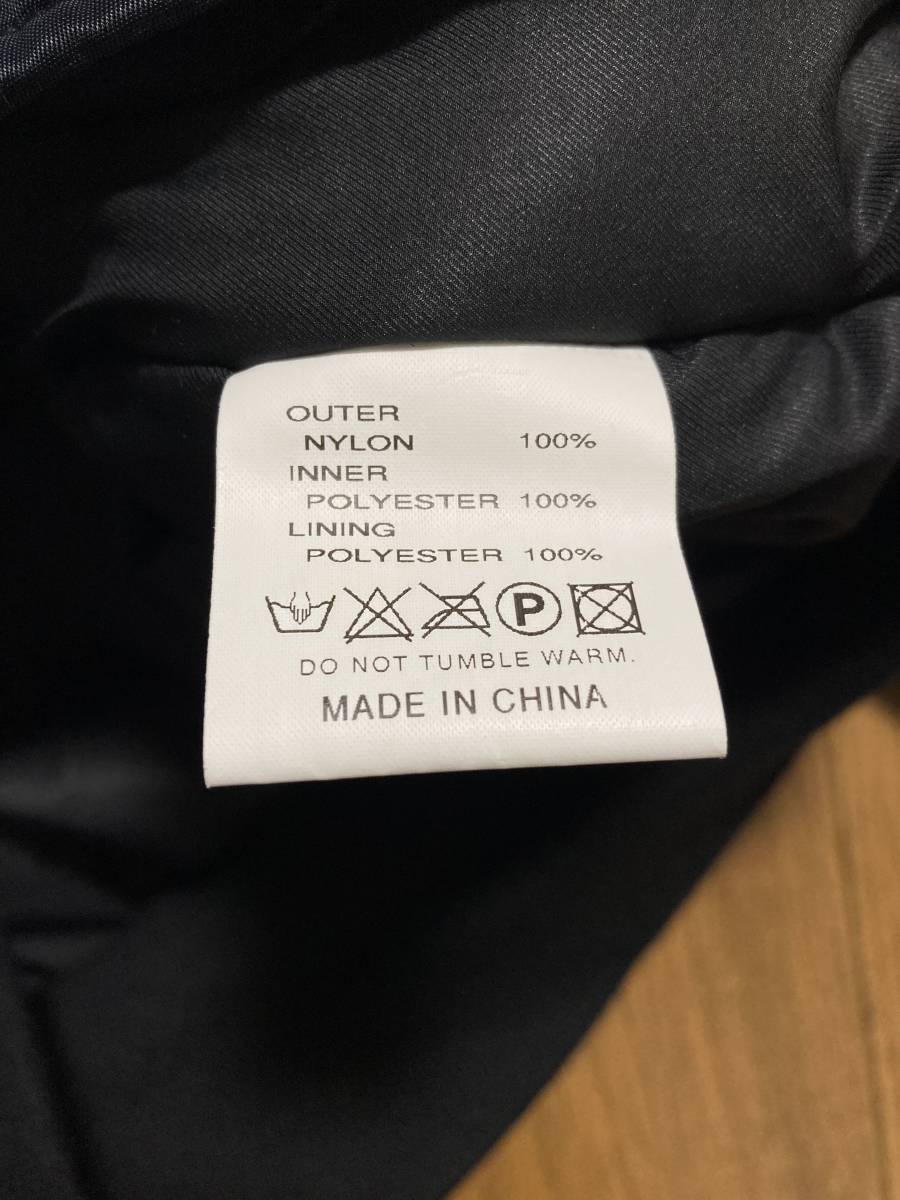 OUTER
NYLON 100%
INNER
POLYESTER 100%
LINING
POLYESTER 100%
P
DO NOT TUMBLE WARM.
MADE IN CHINA